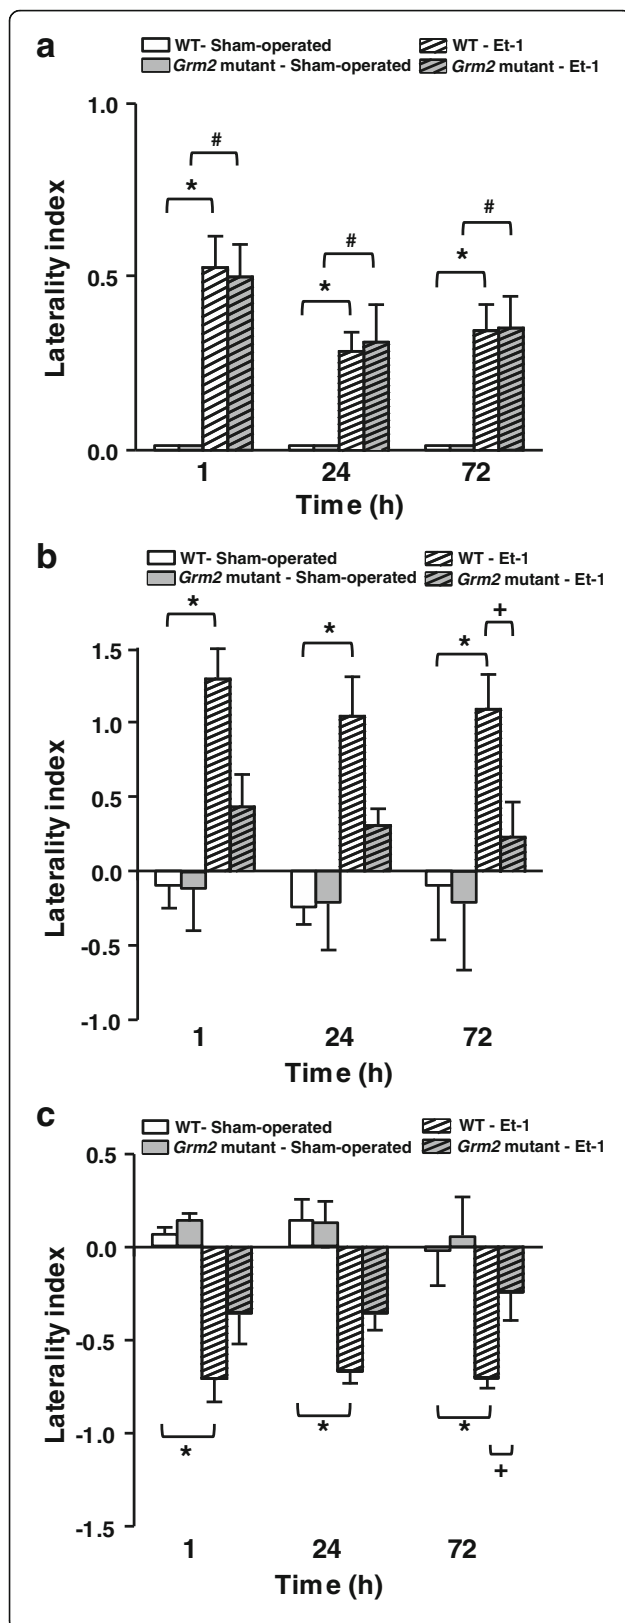 a
WT- Sham-operated WT - Et-1
Grm2 mutant - Sham-operated Grm2 mutant - Et-1
1.0
0.5
0.0
Laterality index
* # * # * #
1 24 72
Time (h)
b
WT- Sham-operated WT - Et-1
Grm2 mutant - Sham-operated Grm2 mutant - Et-1
* * * +
1.5
1.0
0.5
0.0
-0.5
-1.0
Laterality index
1 24 72
Time (h)
c
WT- Sham-operated WT - Et-1
Grm2 mutant - Sham-operated Grm2 mutant - Et-1
0.5
0.0
-0.5
-1.0
-1.5
Laterality index
* * * +
1 24 72
Time (h)